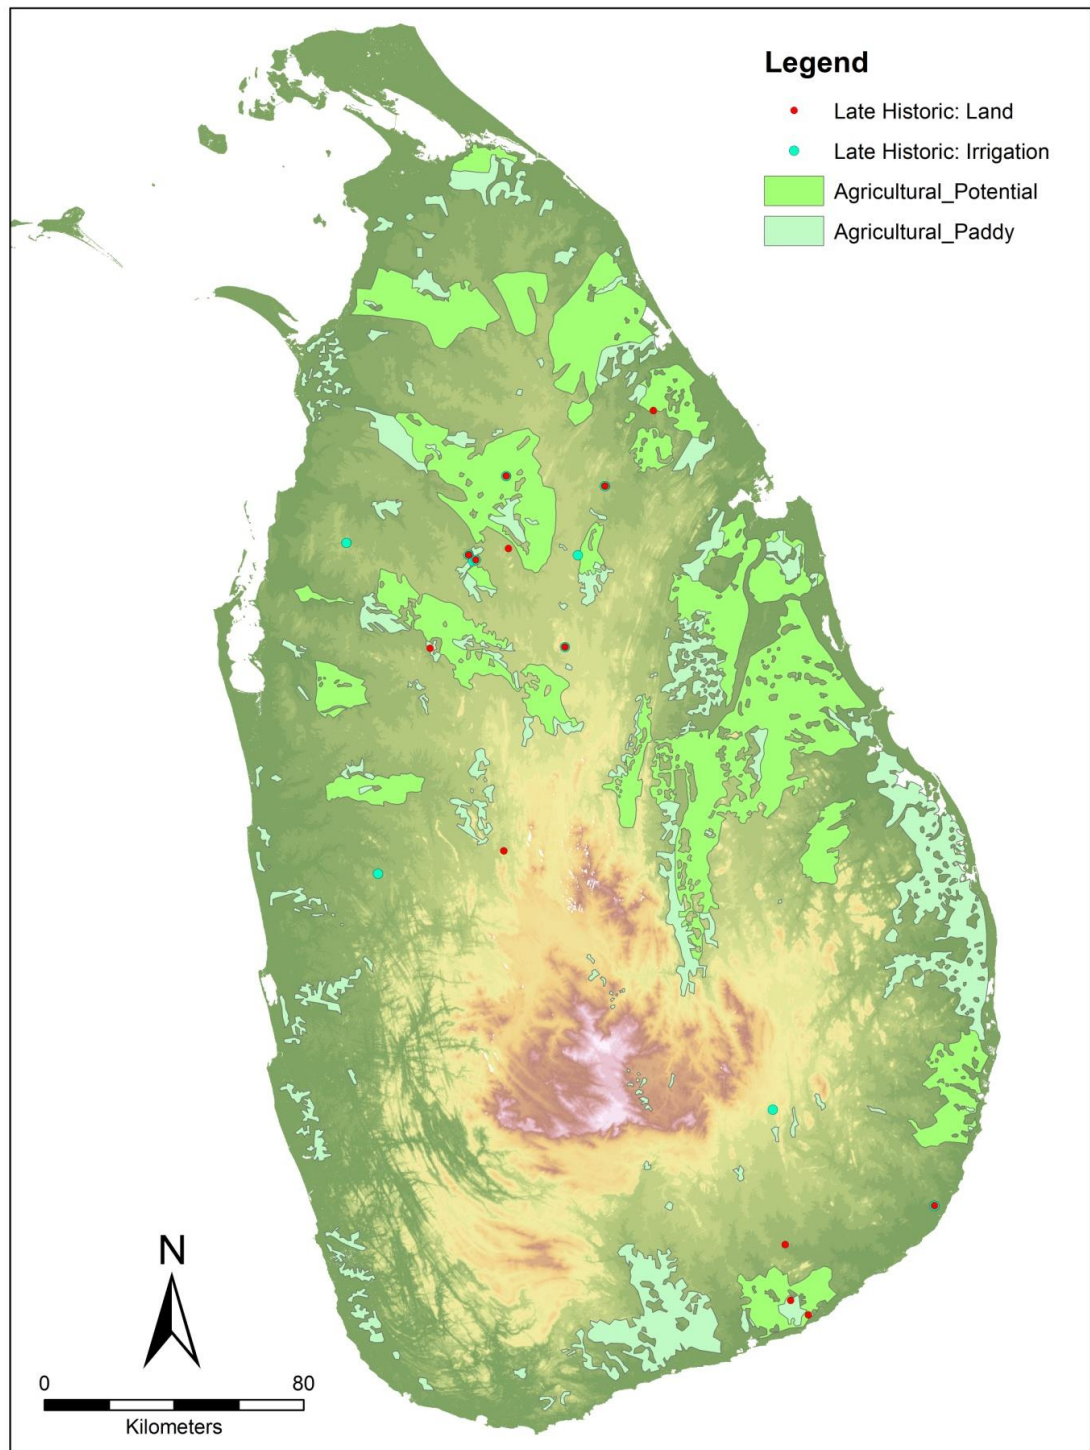 Legend
Late Historic: Land
Late Historic: Irrigation
Agricultural_Potential
Agricultural_Paddy
N
0 80
Kilometers